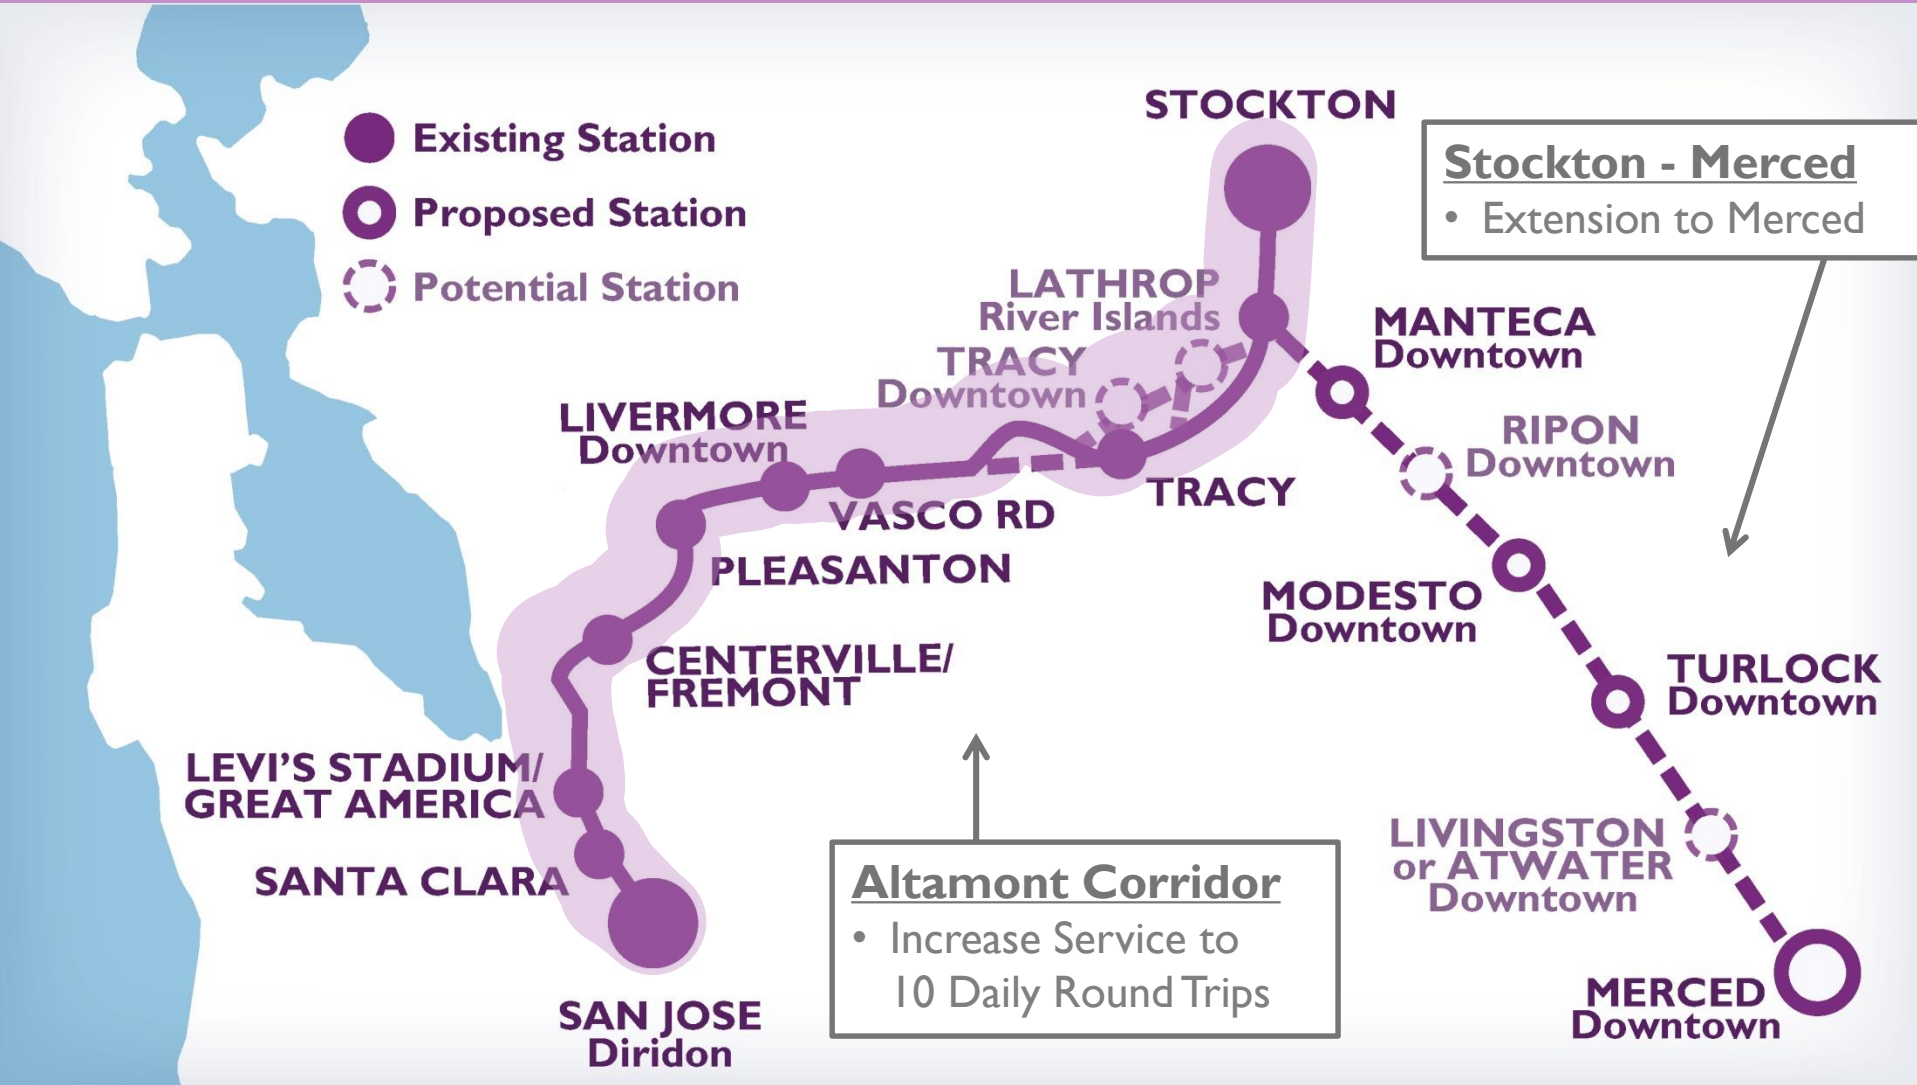 Existing Station
Proposed Station
Potential Station
STOCKTON
Stockton - Merced
• Extension to Merced
LATHROP
River Islands
TRACY
Downtown
MANTECA
Downtown
LIVERMORE
Downtown
RIPON
Downtown
TRACY
VASCO RD
PLEASANTON
MODESTO
Downtown
CENTERVILLE/
FREMONT
TURLOCK
Downtown
LEVI'S STADIUM/
GREAT AMERICA
SANTA CLARA
LIVINGSTON
or ATWATER
Downtown
Altamont Corridor
• Increase Service to
10 Daily Round Trips
SAN JOSE
Diridon
MERCED
Downtown